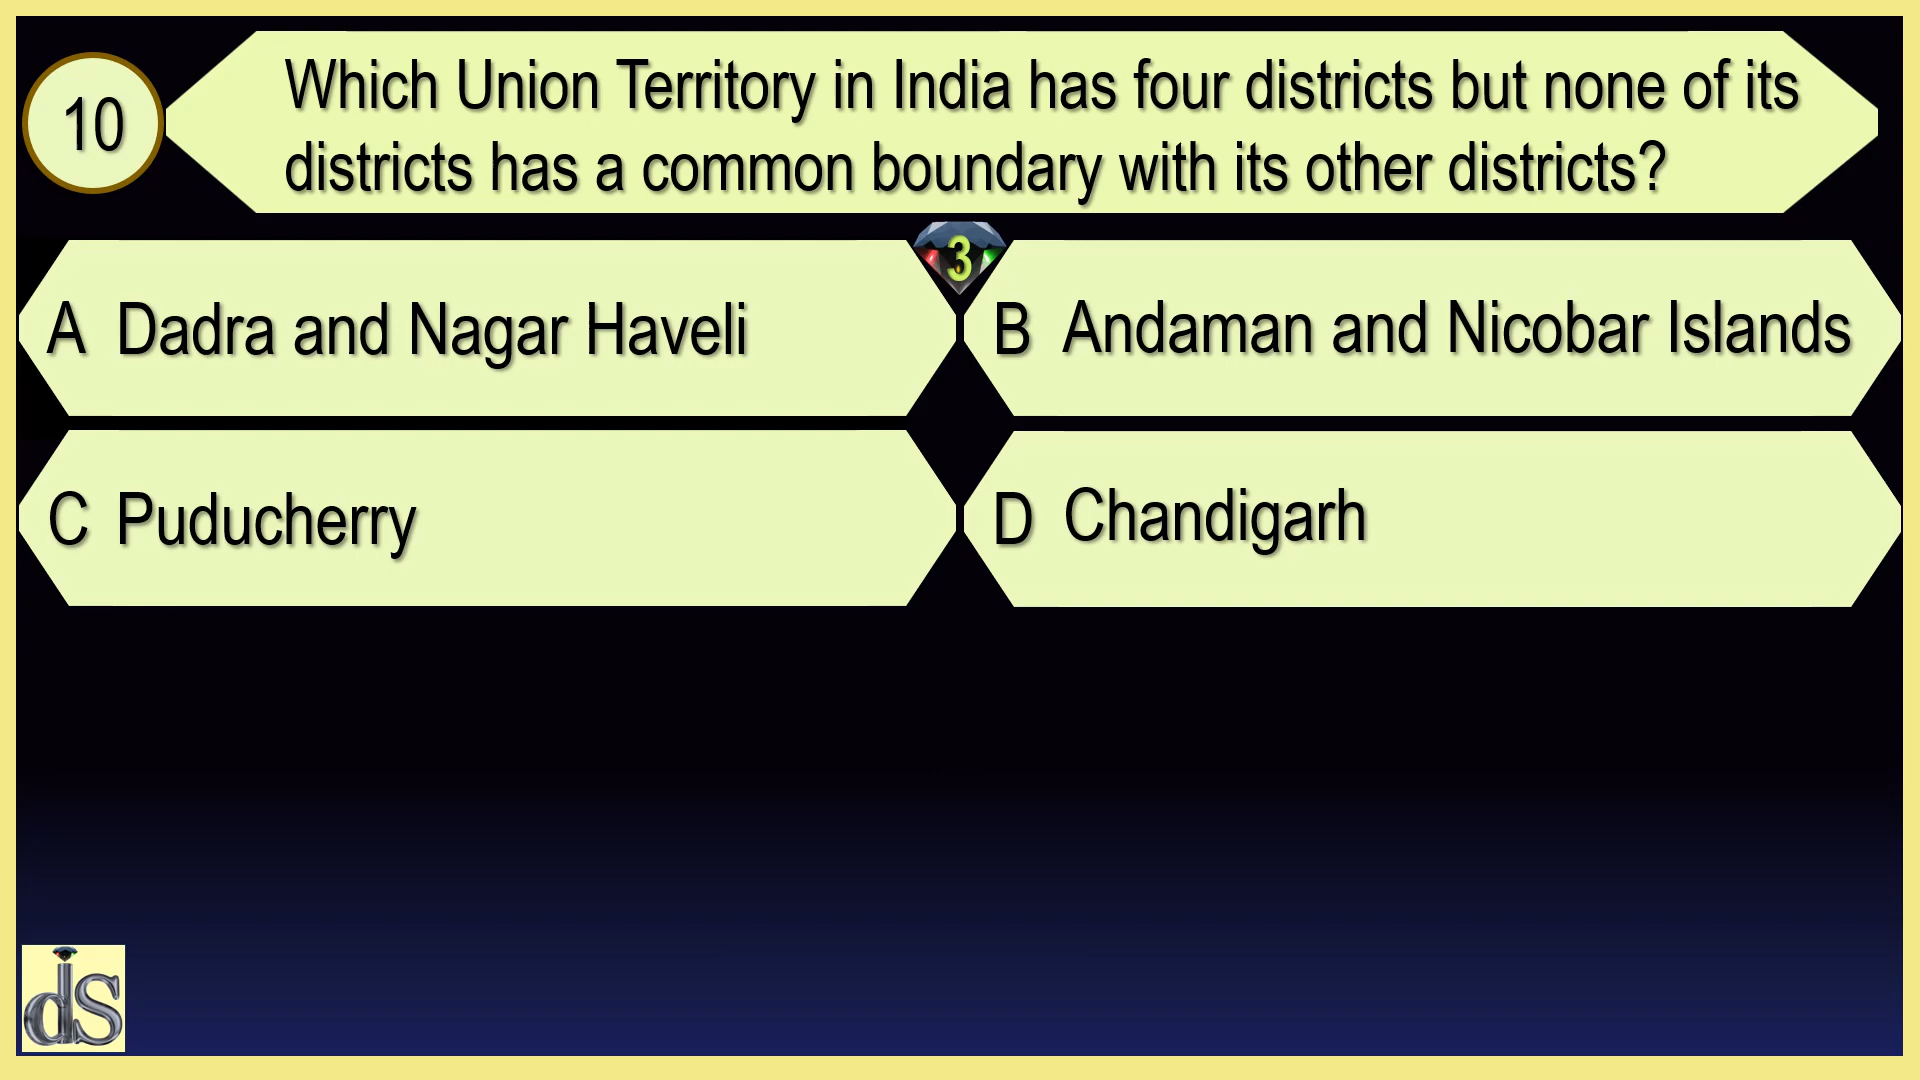 10
Which Union Territory in India has four districts but none of its
districts has a common boundary with its other districts?
3
A Dadra and Nagar Haveli
B Andaman and Nicobar Islands
C Puducherry
D Chandigarh
ds